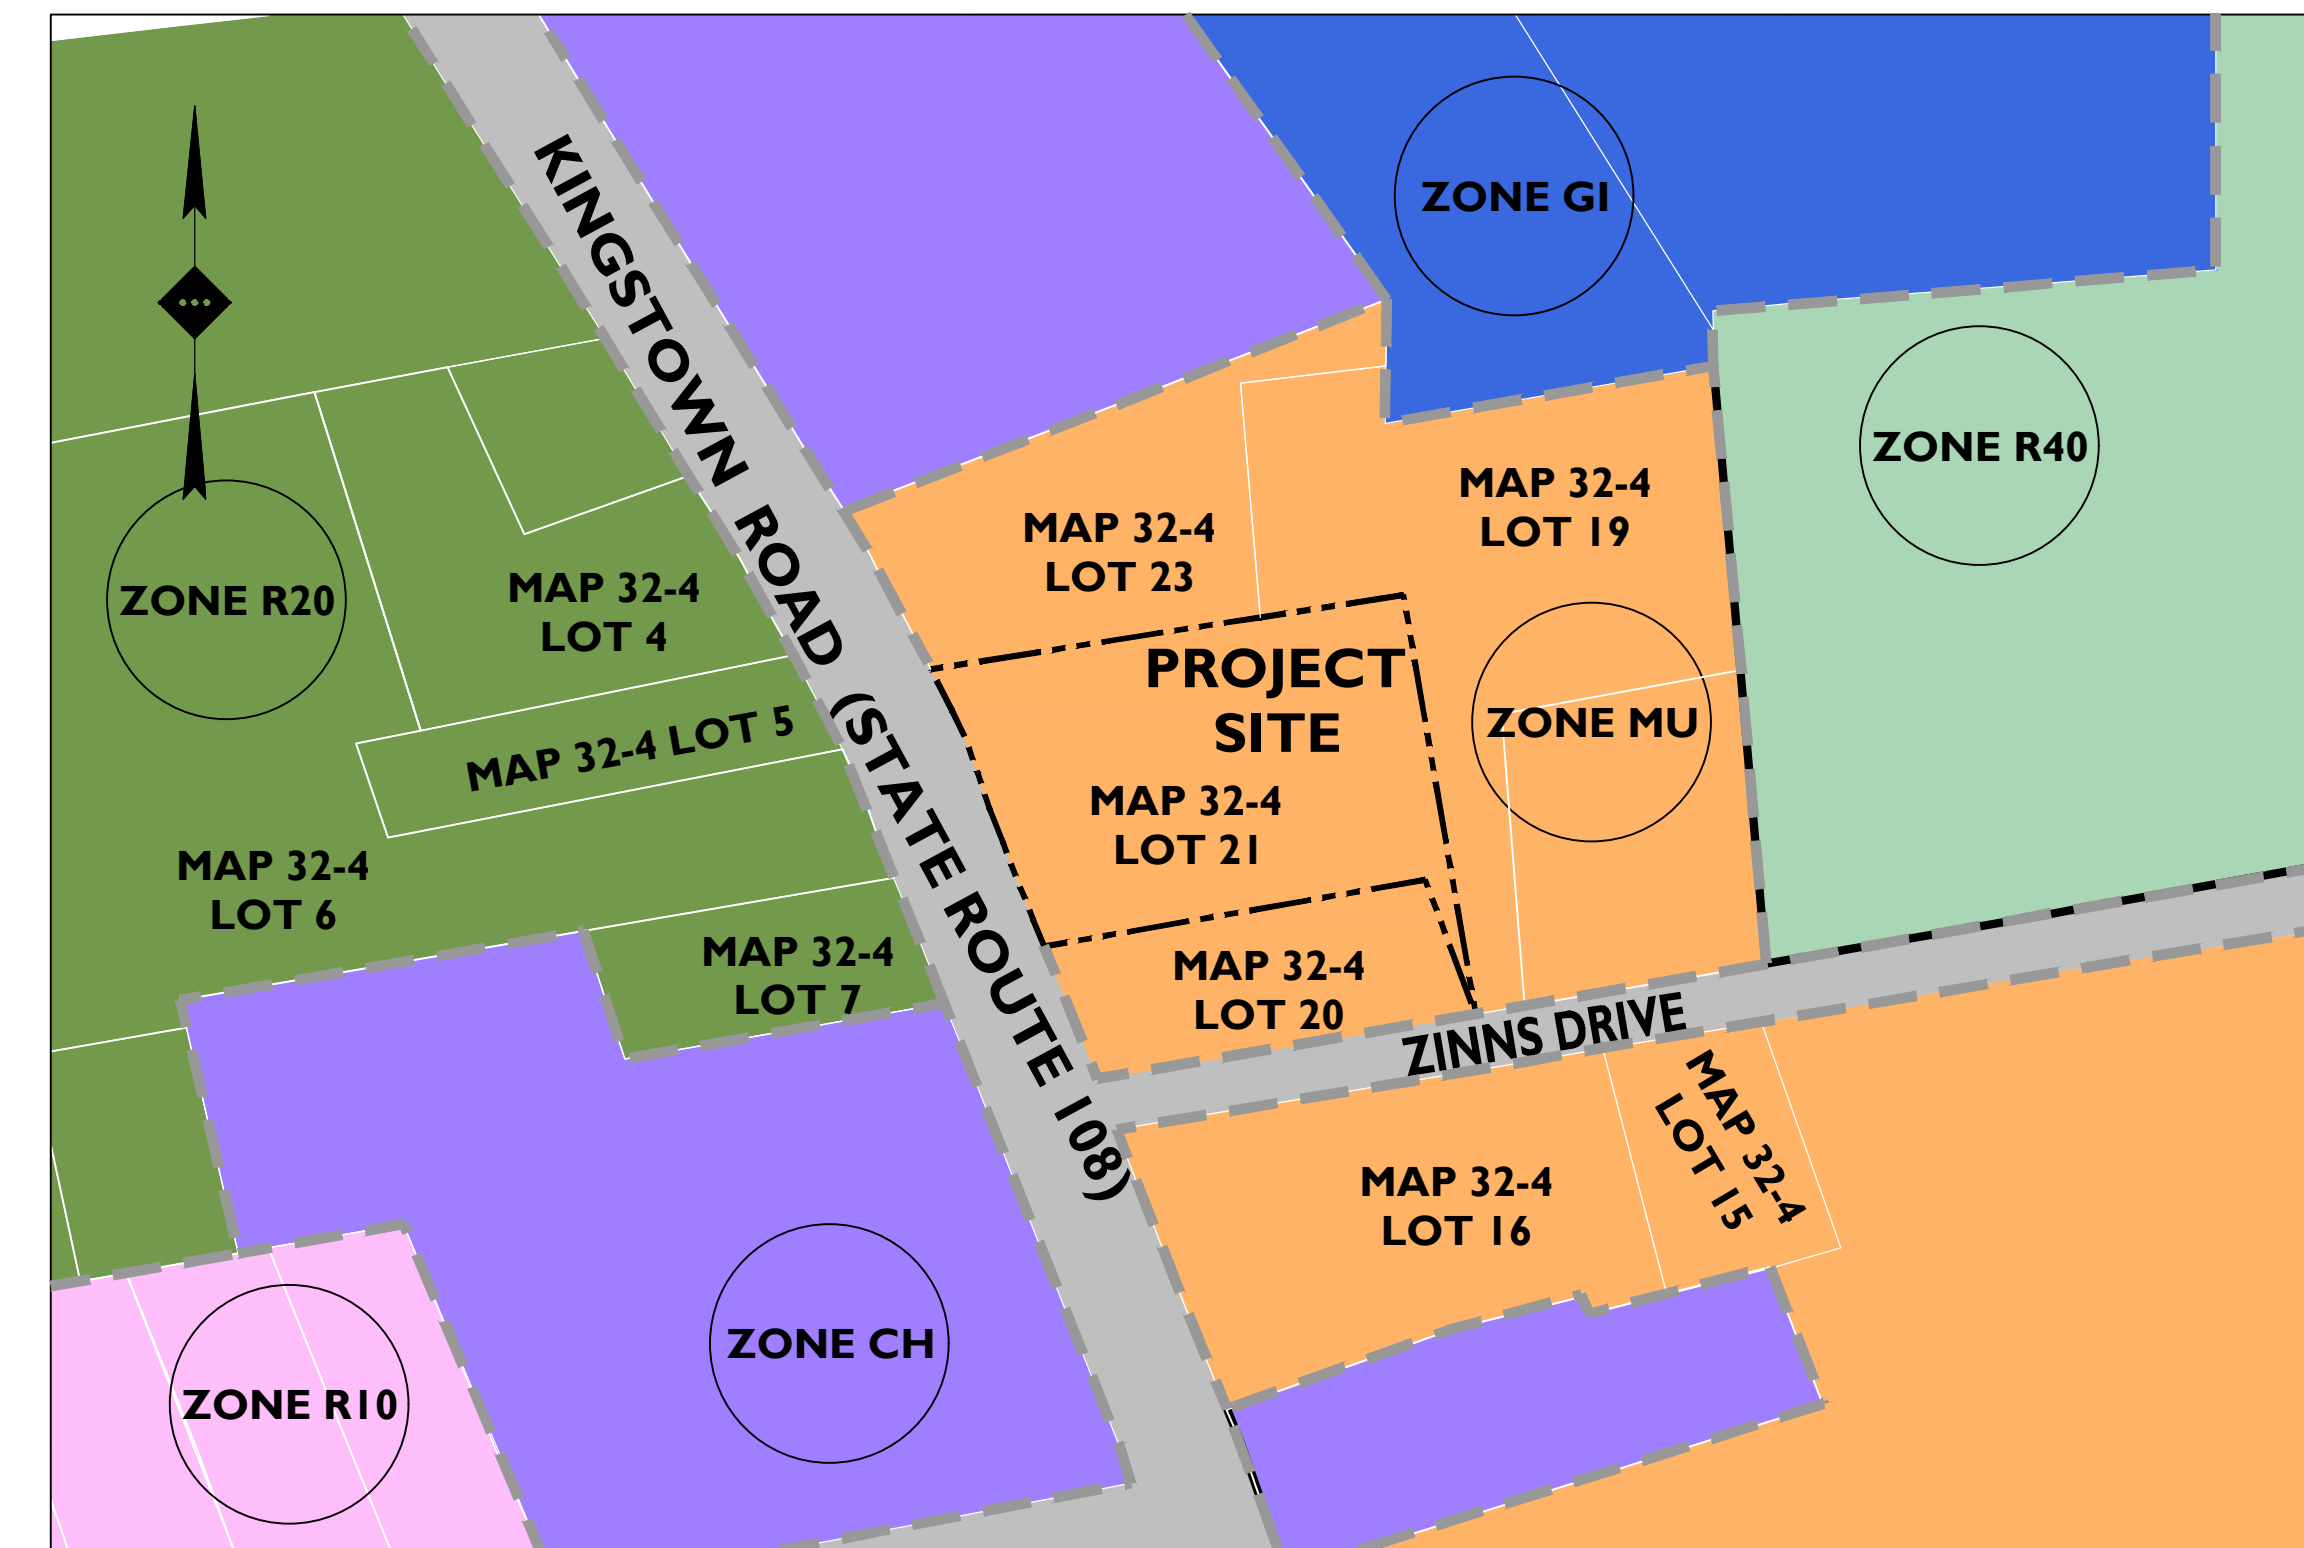 KINGSTOWN ROAD (STATE ROUTE 108)
ZONE GI
ZONE R40
MAP 32-4
LOT 19
MAP 32-4
LOT 23
ZONE R20
MAP 32-4
LOT 4
PROJECT
SITE
ZONE MU
MAP 32-4 LOT 5
MAP 32-4
LOT 21
MAP 32-4
LOT 6
MAP 32-4
LOT 7
MAP 32-4
LOT 20
ZINNS DRIVE
MAP 32-4
LOT 15
MAP 32-4
LOT 16
ZONE CH
ZONE R10